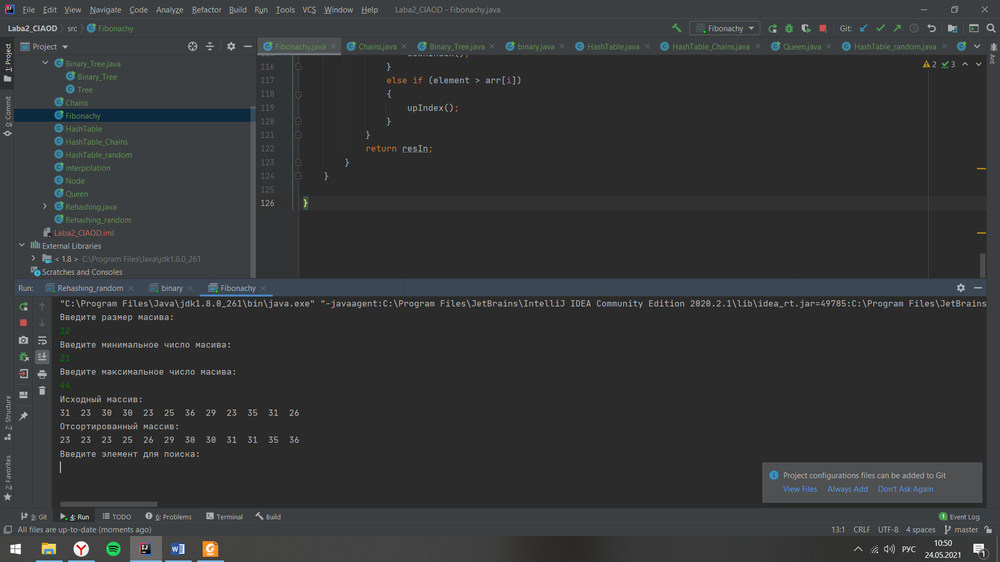 File Edit View Navigate Code Analyze Refactor Build Run Tools VCS Window Help Laba2_CIAOD - Fibonachy.java
Laba2_CIAOD src Fibonachy Fibonachy Git:
Project
Fibonachy.java Chains.java Binary_Tree.java binary.java HashTable.java HashTable_Chains.java Queen.java HashTable_random.java
1: Project
0: Commit
7: Structure
2: Favorites
Ant
Binary_Tree.java
Binary_Tree
Tree
Chains
Fibonachy
HashTable
HashTable_Chains
HashTable_random
interpolation
Node
Queen
Rehashing.java
Rehashing_random
Laba2_CIAOD.iml
External Libraries
< 1.8 > C:\Program Files\Java\jdk1.8.0_261
Scratches and Consoles
2 3
116 }
117 else if (element > arr[i])
118 {
119 upIndex();
120 }
121 }
122 return resIn;
123 }
124 }
125
126 }
Run: Rehashing_random binary Fibonachy
"C:\Program Files\Java\jdk1.8.0_261\bin\java.exe" "-javaagent:C:\Program Files\JetBrains\IntelliJ IDEA Community Edition 2020.2.1\lib\idea_rt.jar=49785:C:\Program Files\JetBrains
Введите размер масива:
12
Введите минимальное число масива:
21
Введите максимальное число масива:
44
Исходный массив:
31 23 30 30 23 25 36 29 23 35 31 26
Отсортированный массив:
23 23 23 25 26 29 30 30 31 31 35 36
Введите элемент для поиска:
Project configurations files can be added to Git
View Files Always Add Don't Ask Again
9: Git 4: Run TODO 6: Problems Terminal Build 1 Event Log
All files are up-to-date (moments ago) 13:1 CRLF UTF-8 4 spaces master
РУС
10:50
24.05.2021
1